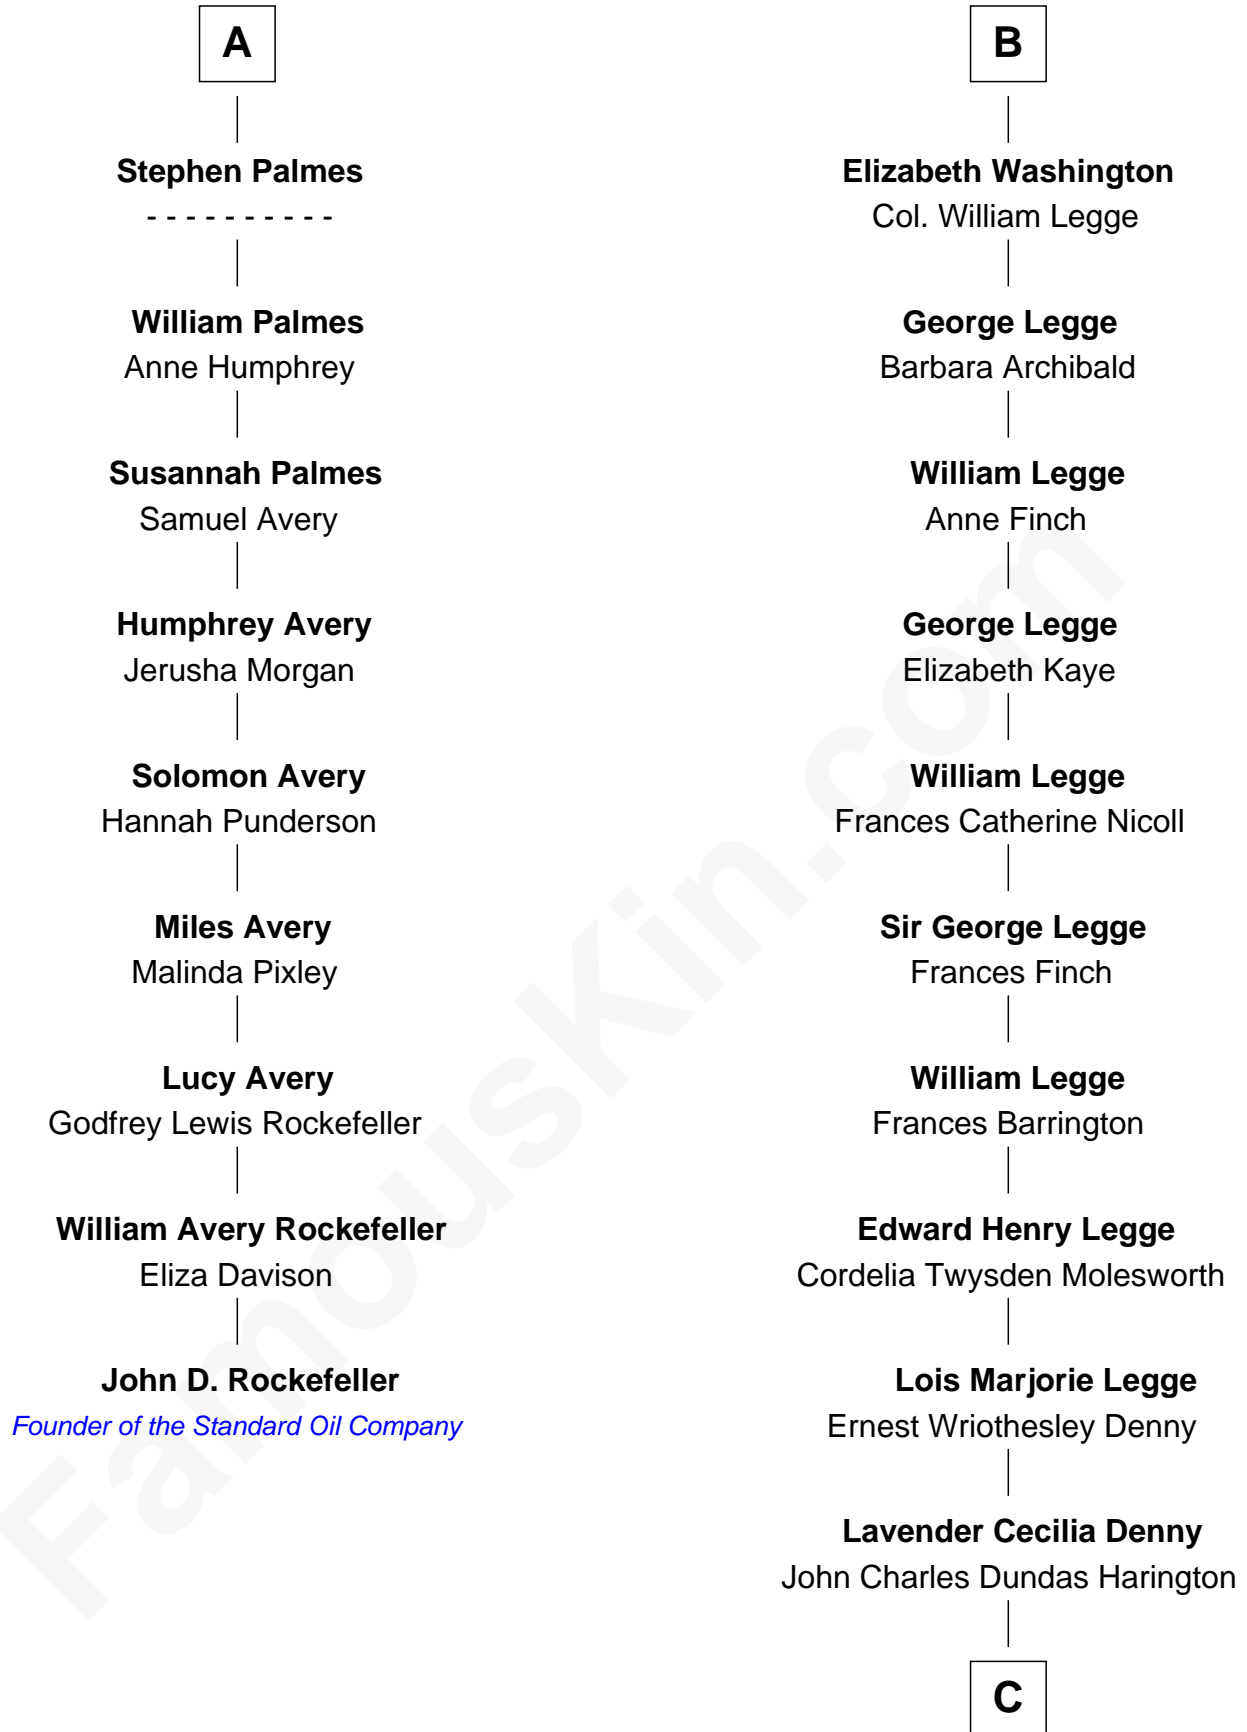 A
Stephen Palmes
- - - - - - - - - -
William Palmes
Anne Humphrey
Susannah Palmes
Samuel Avery
Humphrey Avery
Jerusha Morgan
Solomon Avery
Hannah Punderson
Miles Avery
Malinda Pixley
Lucy Avery
Godfrey Lewis Rockefeller
William Avery Rockefeller
Eliza Davison
John D. Rockefeller
Founder of the Standard Oil Company
B
Elizabeth Washington
Col. William Legge
George Legge
Barbara Archibald
William Legge
Anne Finch
George Legge
Elizabeth Kaye
William Legge
Frances Catherine Nicoll
Sir George Legge
Frances Finch
William Legge
Frances Barrington
Edward Henry Legge
Cordelia Twysden Molesworth
Lois Marjorie Legge
Ernest Wriothesley Denny
Lavender Cecilia Denny
John Charles Dundas Harington
C
FamousKin.com